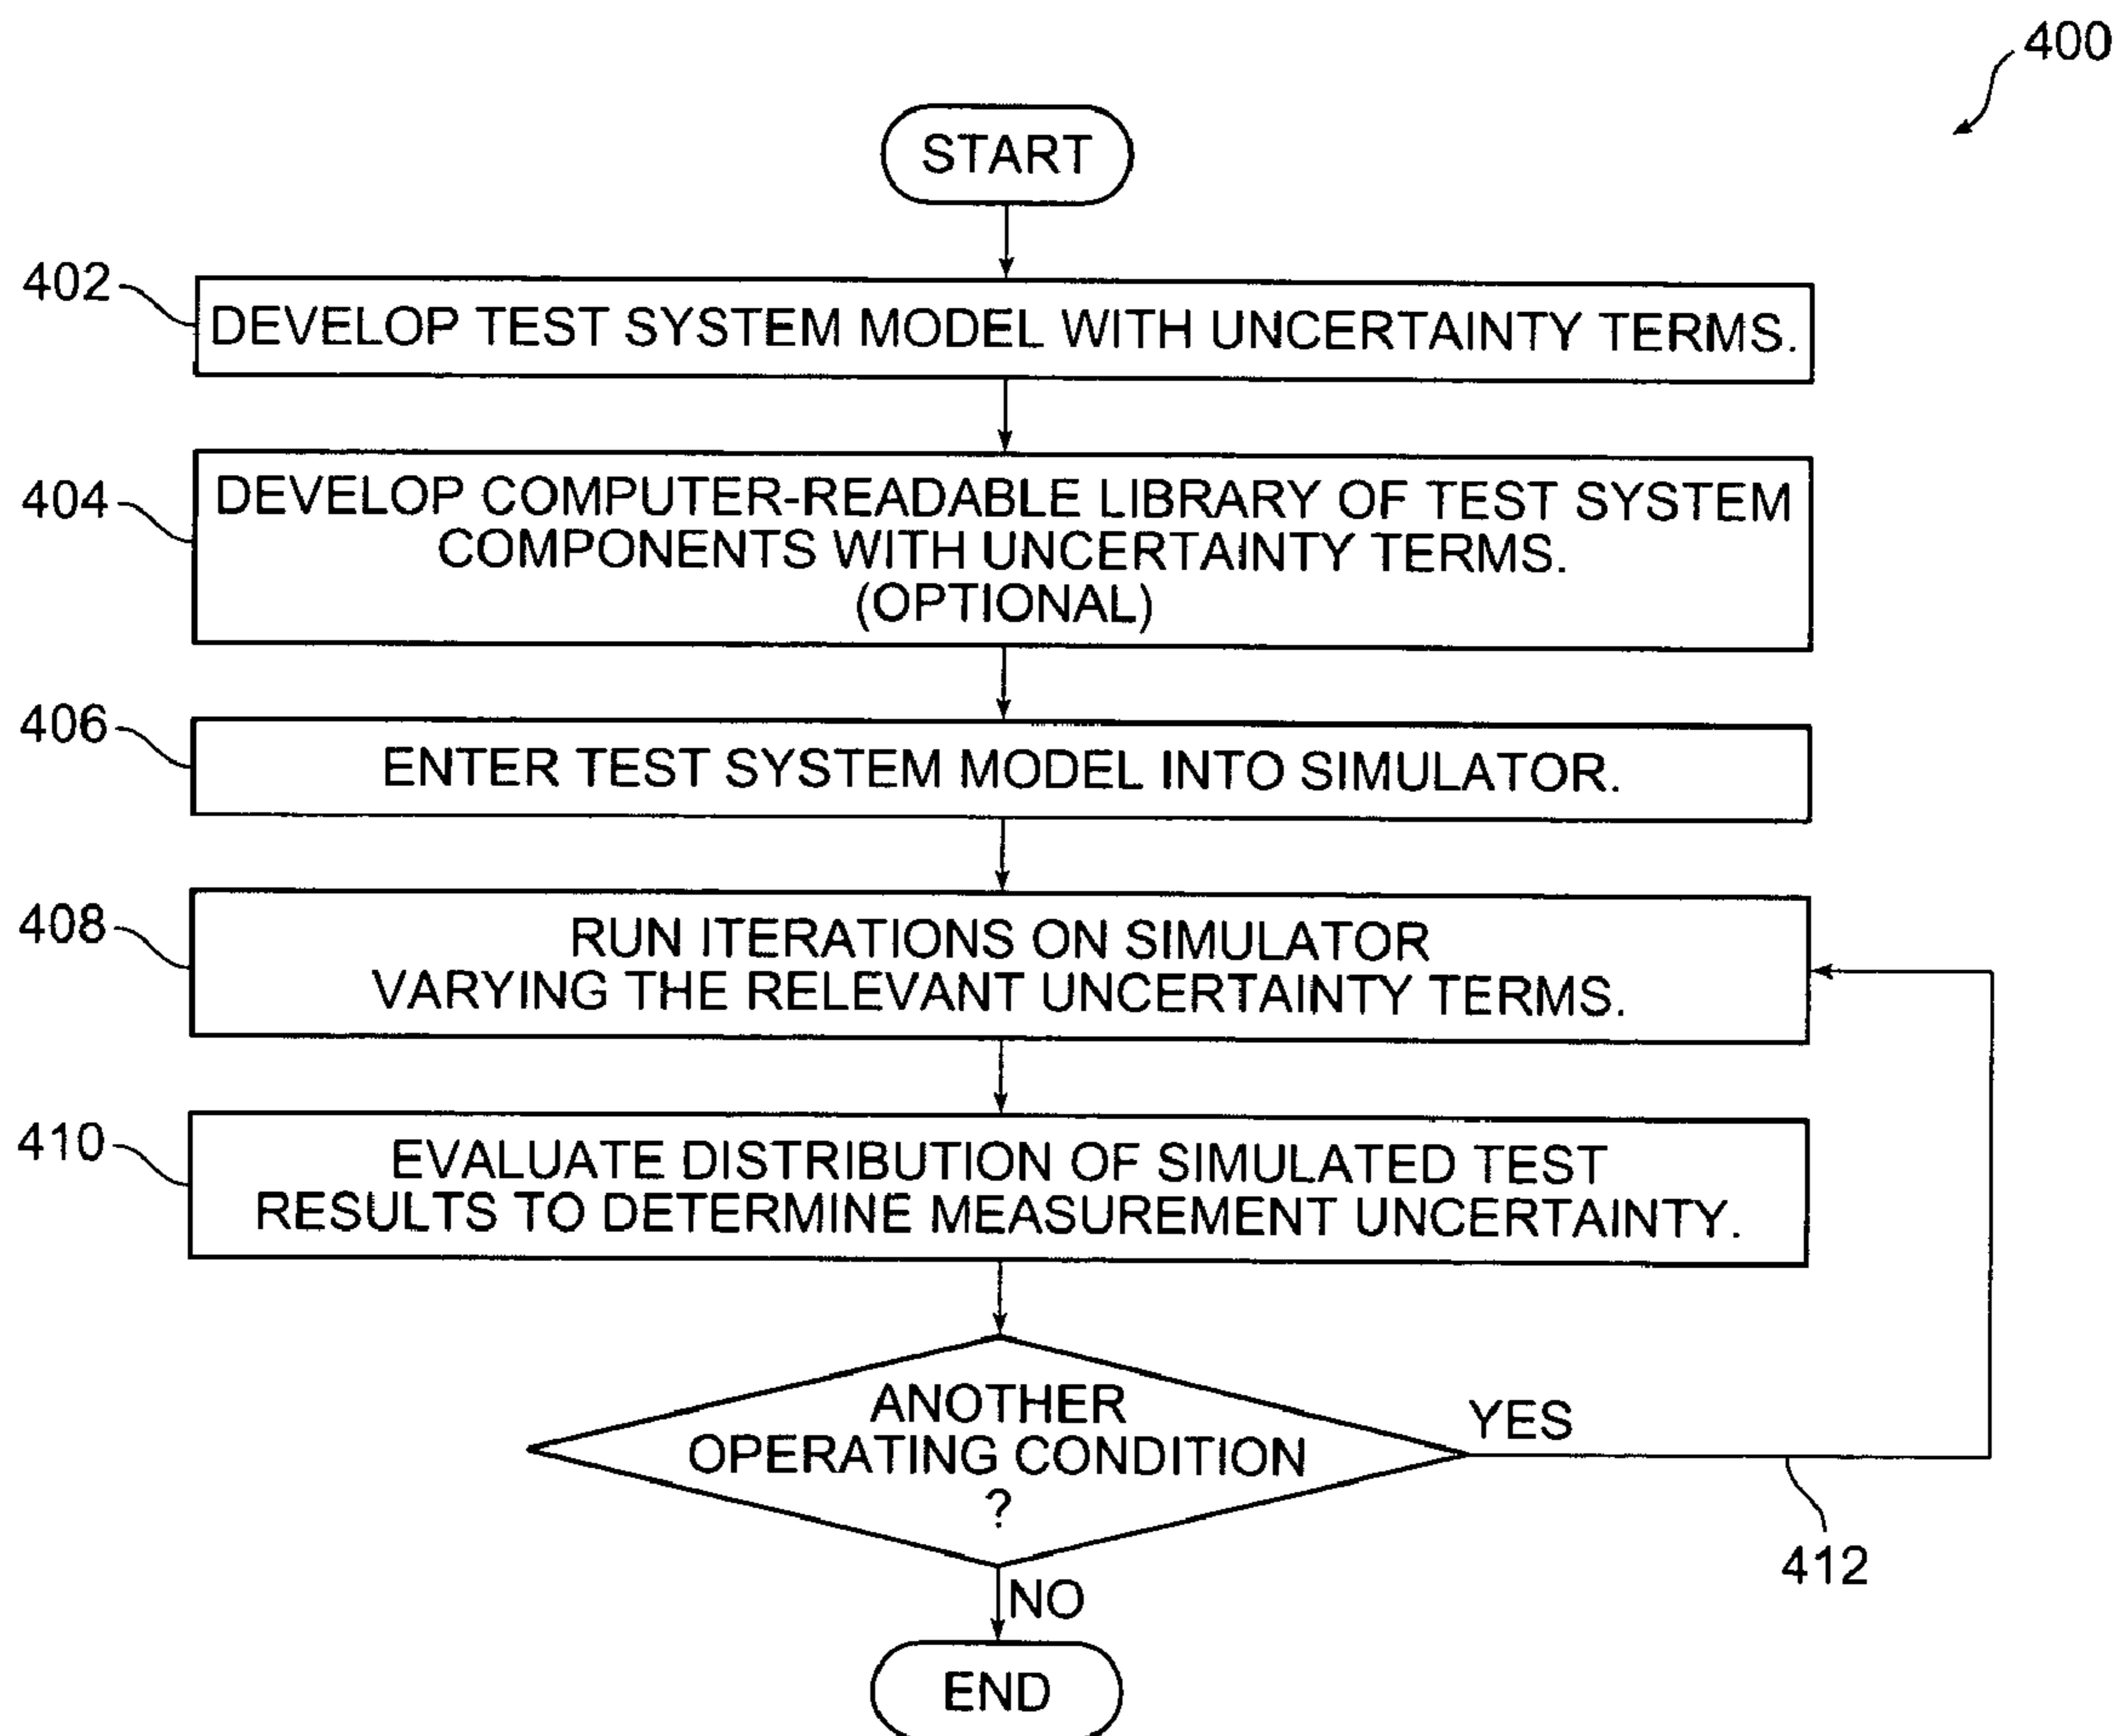 400
START
402
DEVELOP TEST SYSTEM MODEL WITH UNCERTAINTY TERMS.
404
DEVELOP COMPUTER-READABLE LIBRARY OF TEST SYSTEM
COMPONENTS WITH UNCERTAINTY TERMS.
(OPTIONAL)
406
ENTER TEST SYSTEM MODEL INTO SIMULATOR.
408
RUN ITERATIONS ON SIMULATOR
VARYING THE RELEVANT UNCERTAINTY TERMS.
410
EVALUATE DISTRIBUTION OF SIMULATED TEST
RESULTS TO DETERMINE MEASUREMENT UNCERTAINTY.
ANOTHER
OPERATING CONDITION
?
YES
412
NO
END